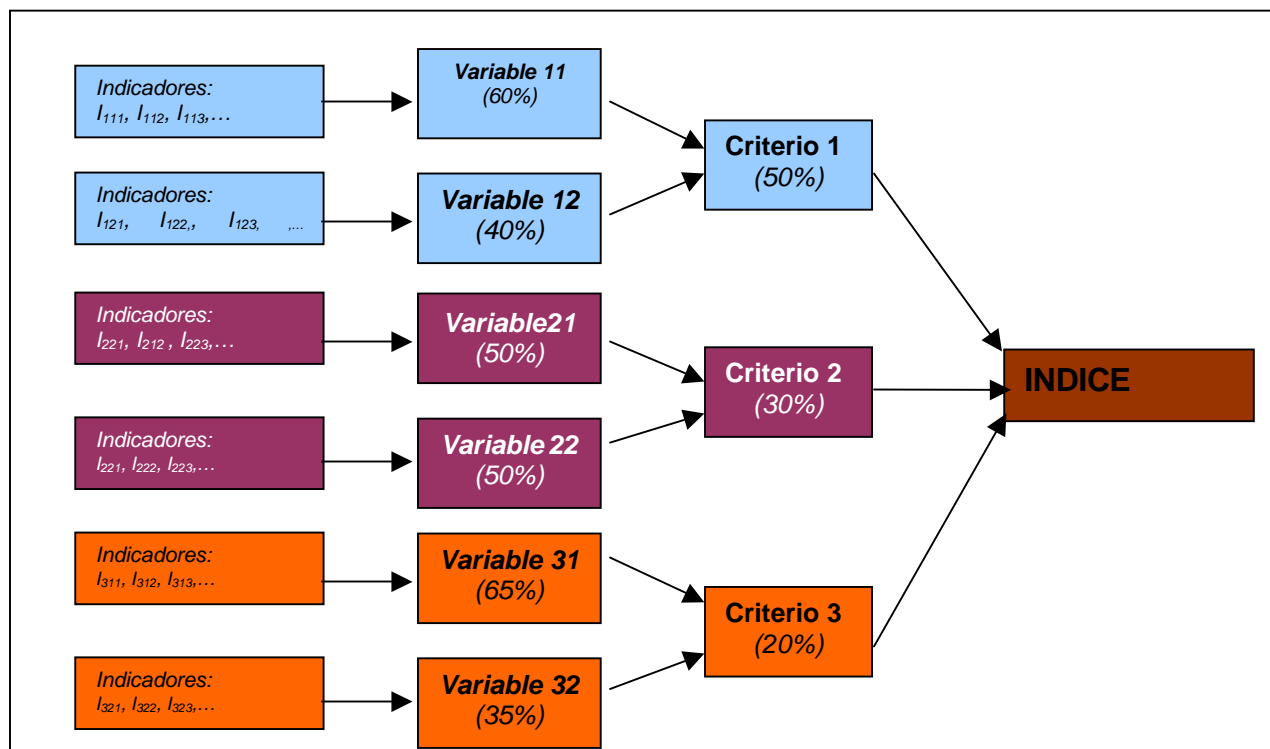 Indicadores:
I111, I112, I113,…
Variable 11
(60%)
Indicadores:
I121, I122,, I123, ,…
Variable 12
(40%)
Criterio 1
(50%)
Indicadores:
I221, I212 , I223,…
Variable21
(50%)
Indicadores:
I221, I222, I223,…
Variable 22
(50%)
Criterio 2
(30%)
INDICE
Indicadores:
I311, I312, I313,…
Variable 31
(65%)
Indicadores:
I321, I322, I323,…
Variable 32
(35%)
Criterio 3
(20%)